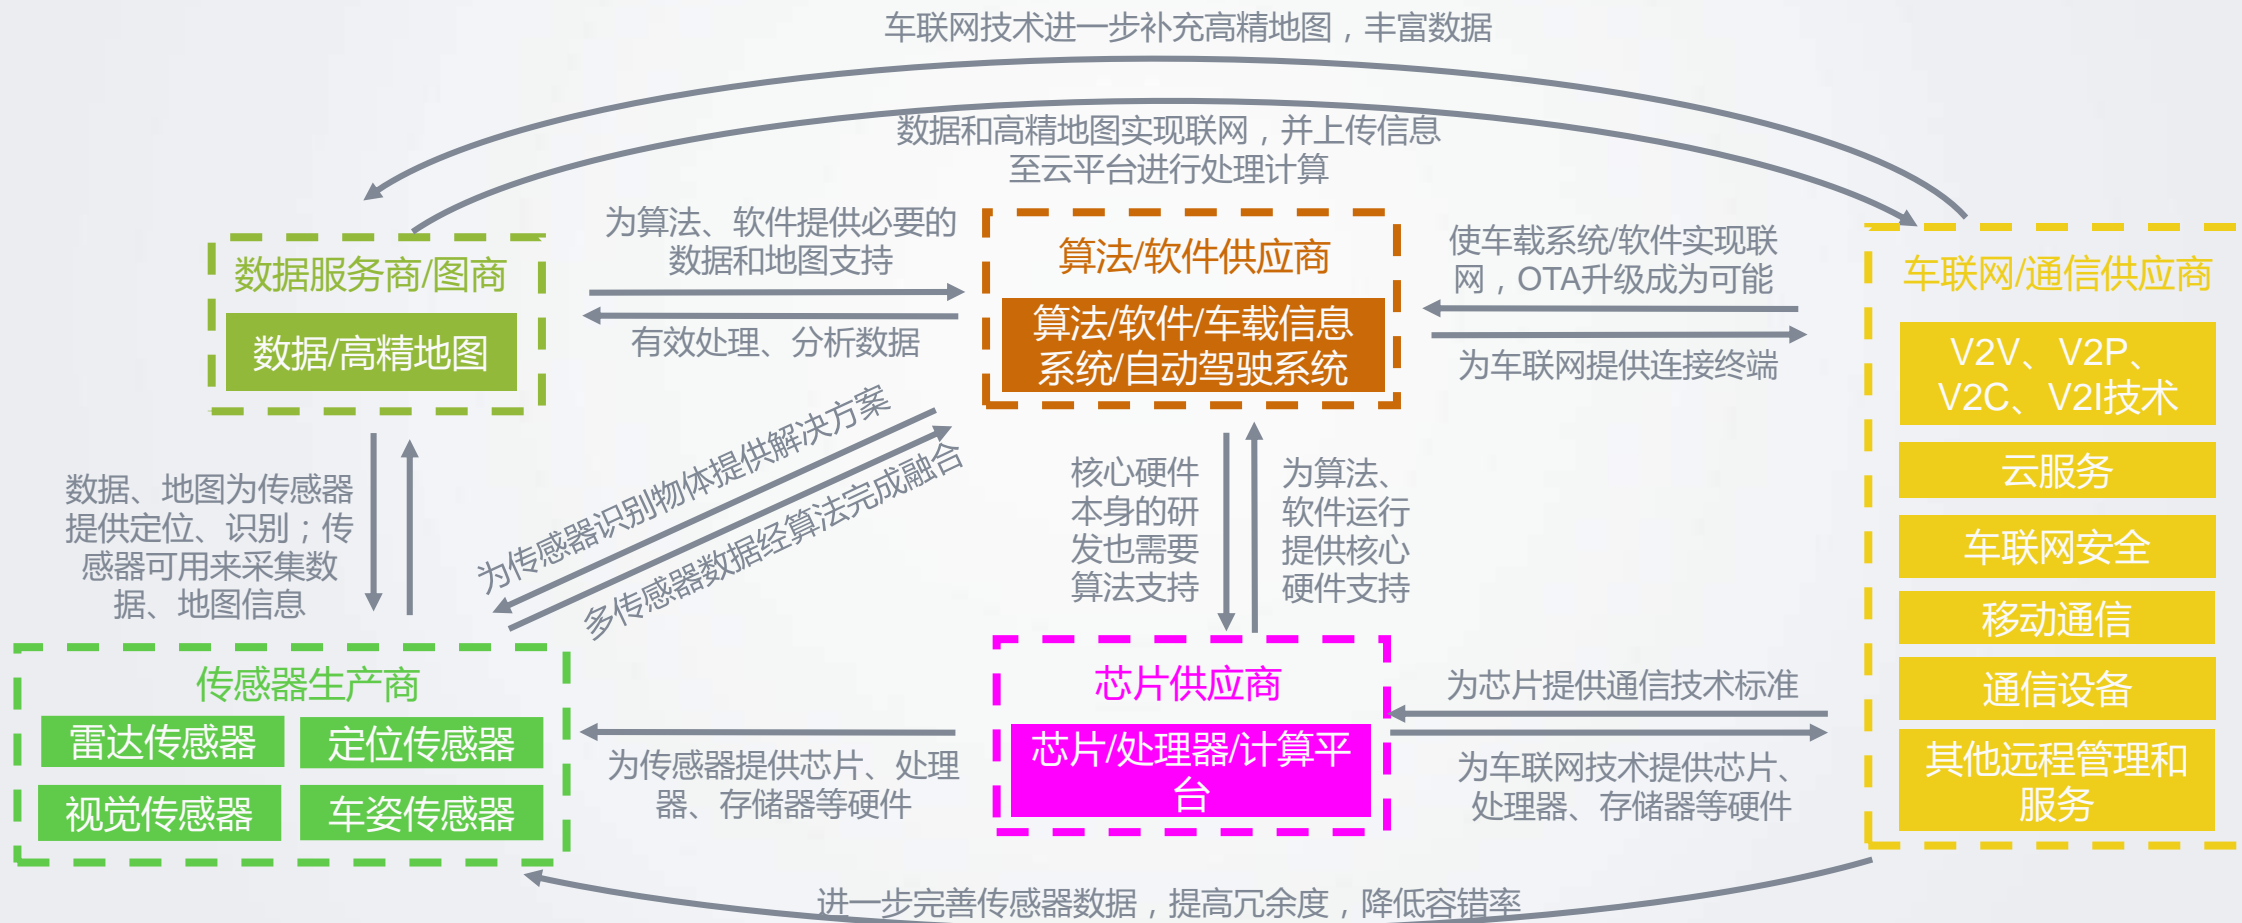 车联网技术进一步补充高精地图，丰富数据
数据和高精地图实现联网，并上传信息
至云平台进行处理计算
数据服务商/图商
数据/高精地图
为算法、软件提供必要的
数据和地图支持
有效处理、分析数据
算法/软件供应商
算法/软件/车载信息
系统/自动驾驶系统
使车载系统/软件实现联
网，OTA升级成为可能
为车联网提供连接终端
车联网/通信供应商
V2V、V2P、
V2C、V2I技术
云服务
车联网安全
移动通信
通信设备
其他远程管理和
服务
数据、地图为传感器
提供定位、识别；传
感器可用来采集数
据、地图信息
为传感器识别物体提供解决方案
多传感器数据经算法完成融合
核心硬件
本身的研
发也需要
算法支持
为算法、
软件运行
提供核心
硬件支持
传感器生产商
雷达传感器
定位传感器
视觉传感器
车姿传感器
为传感器提供芯片、处理
器、存储器等硬件
芯片供应商
芯片/处理器/计算平
台
为芯片提供通信技术标准
为车联网技术提供芯片、
处理器、存储器等硬件
进一步完善传感器数据，提高冗余度，降低容错率